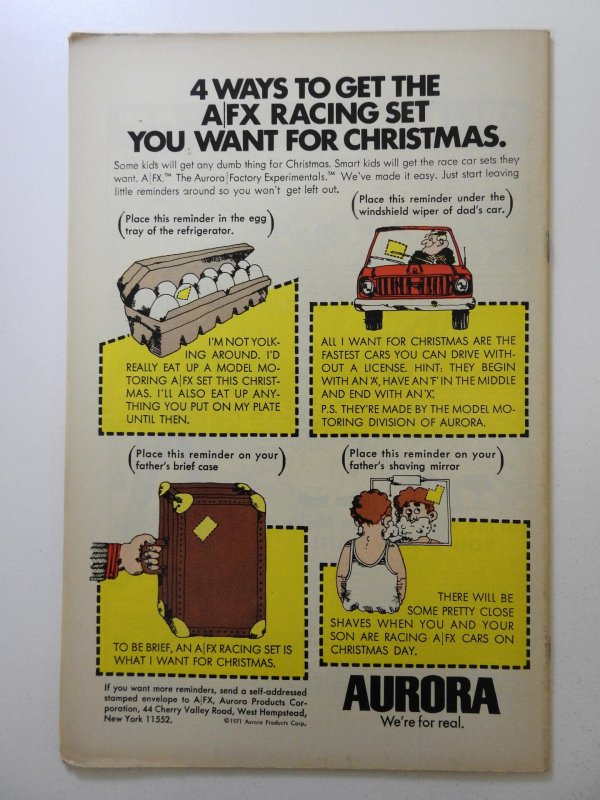 4 WAYS TO GET THE
A|FX RACING SET
YOU WANT FOR CHRISTMAS.
Some kids will get any dumb thing for Christmas. Smart kids will get the race car sets they
want. A|FX.™ The Aurora|Factory Experimentals.™ We've made it easy. Just start leaving
little reminders around so you won't get left out.
(Place this reminder in the egg
tray of the refrigerator.)
I'M NOT YOLK-
ING AROUND. I'D
REALLY EAT UP A MODEL MO-
TORING A|FX SET THIS CHRIST-
MAS. I'LL ALSO EAT UP ANY-
THING YOU PUT ON MY PLATE
UNTIL THEN.
(Place this reminder under the
windshield wiper of dad's car.)
ALL I WANT FOR CHRISTMAS ARE THE
FASTEST CARS YOU CAN DRIVE WITH-
OUT A LICENSE. HINT: THEY BEGIN
WITH AN 'A', HAVE AN 'F' IN THE MIDDLE
AND END WITH AN 'X'.
P.S. THEY'RE MADE BY THE MODEL MO-
TORING DIVISION OF AURORA.
(Place this reminder on your
father's brief case)
TO BE BRIEF, AN A|FX RACING SET IS
WHAT I WANT FOR CHRISTMAS.
(Place this reminder on your
father's shaving mirror)
THERE WILL BE
SOME PRETTY CLOSE
SHAVES WHEN YOU AND YOUR
SON ARE RACING A|FX CARS ON
CHRISTMAS DAY.
If you want more reminders, send a self-addressed
stamped envelope to A|FX, Aurora Products Cor-
poration, 44 Cherry Valley Road, West Hempstead,
New York 11552. ©1971 Aurora Products Corp.
AURORA
We're for real.